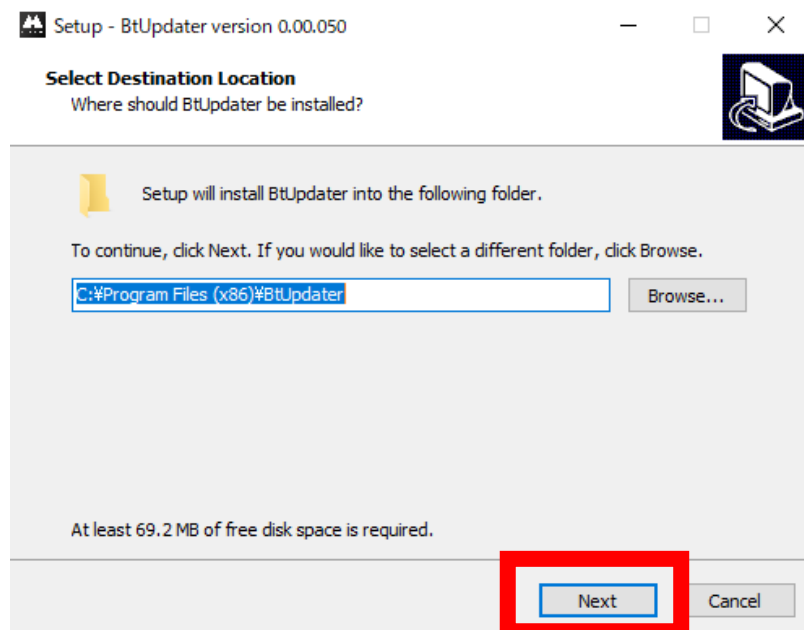 Setup - BtUpdater version 0.00.050
Select Destination Location
Where should BtUpdater be installed?
Setup will install BtUpdater into the following folder.
To continue, click Next. If you would like to select a different folder, click Browse.
C:¥Program Files (x86)¥BtUpdater
Browse...
At least 69.2 MB of free disk space is required.
Next
Cancel